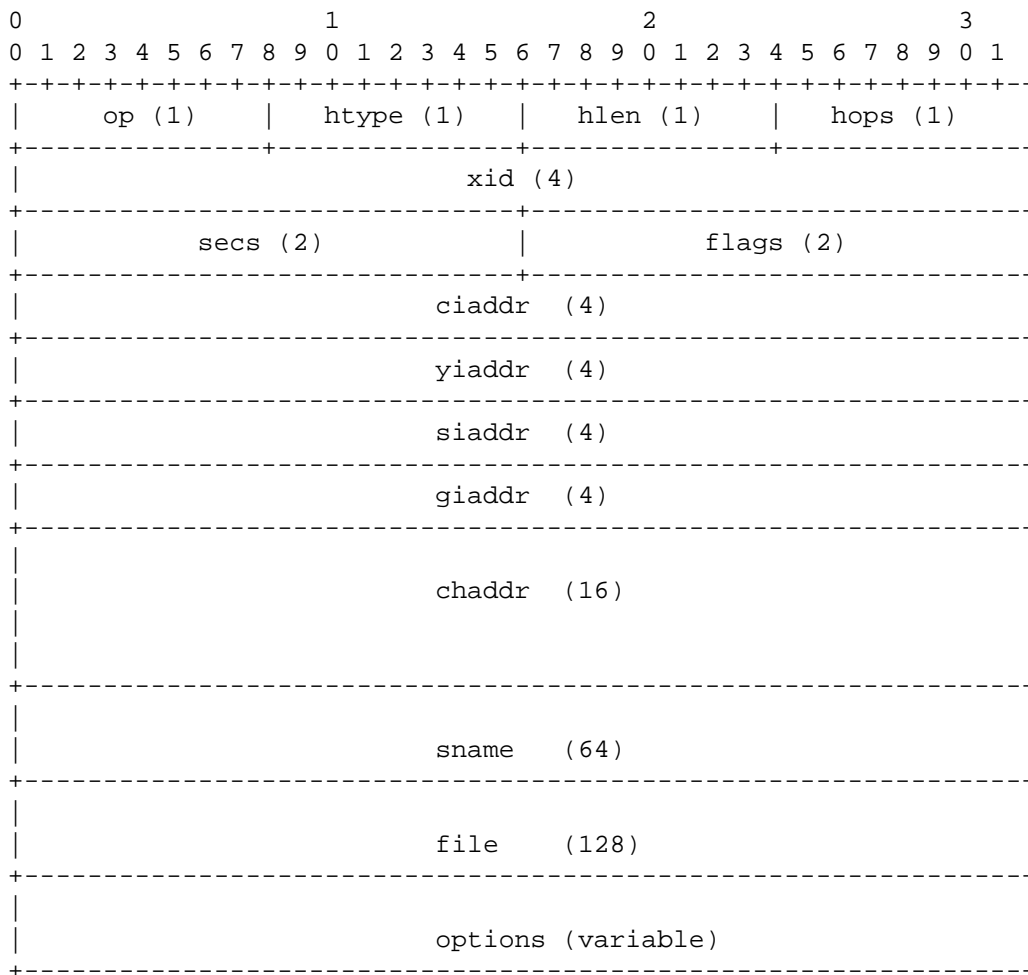 0                   1                   2                   3
0 1 2 3 4 5 6 7 8 9 0 1 2 3 4 5 6 7 8 9 0 1 2 3 4 5 6 7 8 9 0 1
+-+-+-+-+-+-+-+-+-+-+-+-+-+-+-+-+-+-+-+-+-+-+-+-+-+-+-+-+-+-+-+--
|     op (1)    |   htype (1)   |   hlen (1)    |   hops (1)
+---------------+---------------+---------------+----------------
|                            xid (4)
+-------------------------------+--------------------------------
|           secs (2)            |           flags (2)
+-------------------------------+--------------------------------
|                          ciaddr  (4)
+----------------------------------------------------------------
|                          yiaddr  (4)
+----------------------------------------------------------------
|                          siaddr  (4)
+----------------------------------------------------------------
|                          giaddr  (4)
+----------------------------------------------------------------
|
|                          chaddr  (16)
|
|
+----------------------------------------------------------------
|
|                          sname   (64)
+----------------------------------------------------------------
|
|                          file    (128)
+----------------------------------------------------------------
|
|                          options (variable)
+----------------------------------------------------------------